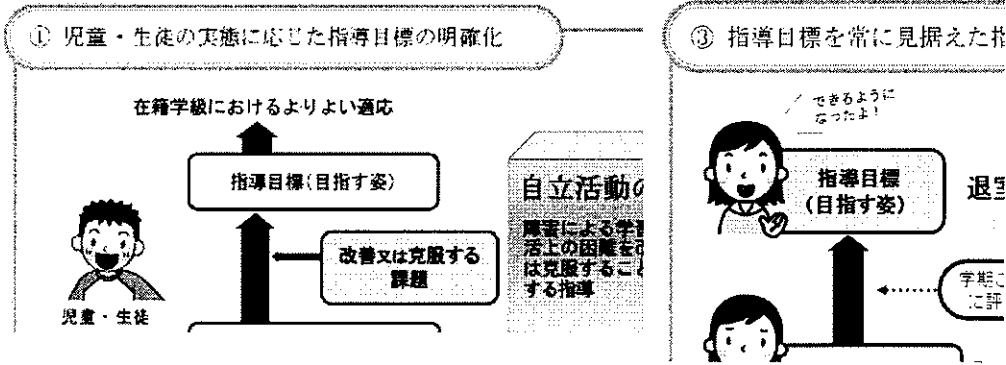 ① 児童・生徒の実態に応じた指導目標の明確化
在籍学級におけるよりよい適応
指導目標(目指す姿)
改善又は克服する
課題
児童・生徒
自立活動の
障害による学習
活上の困難を改
は克服すること
する指導
③ 指導目標を常に見据えた指
できるように
なったよ!
指導目標
(目指す姿)
退室
学期ご
に評